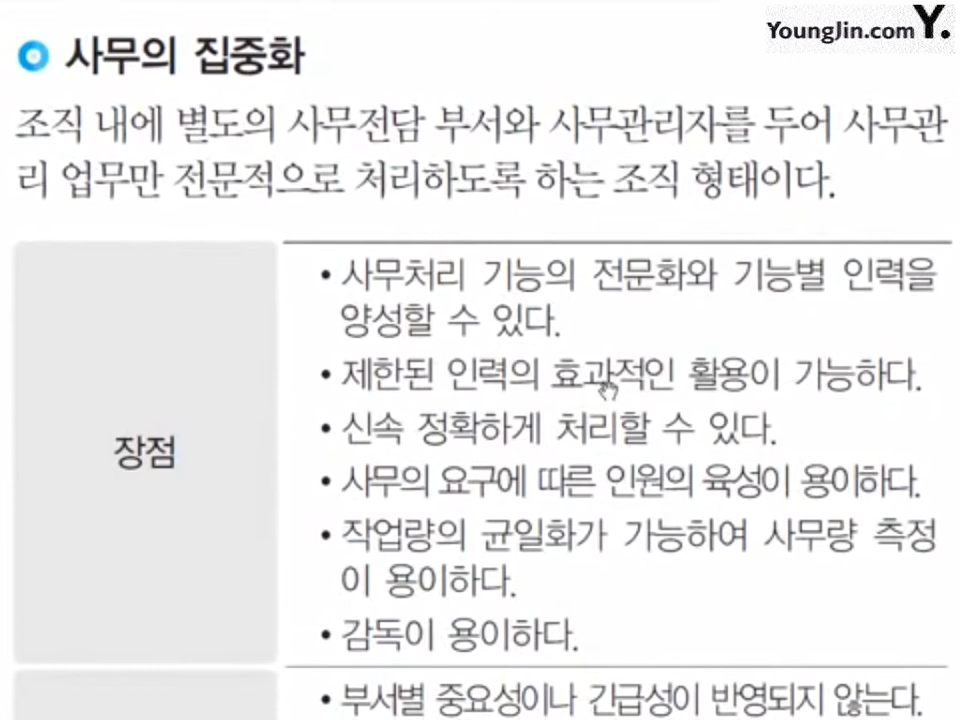 YoungJin.com Y.
사무의 집중화
조직 내에 별도의 사무전담 부서와 사무관리자를 두어 사무관
리 업무만 전문적으로 처리하도록 하는 조직 형태이다.
장점
• 사무처리 기능의 전문화와 기능별 인력을
양성할 수 있다.
• 제한된 인력의 효과적인 활용이 가능하다.
• 신속 정확하게 처리할 수 있다.
• 사무의 요구에 따른 인원의 육성이 용이하다.
• 작업량의 균일화가 가능하여 사무량 측정
이 용이하다.
• 감독이 용이하다.
• 부서별 중요성이나 긴급성이 반영되지 않는다.